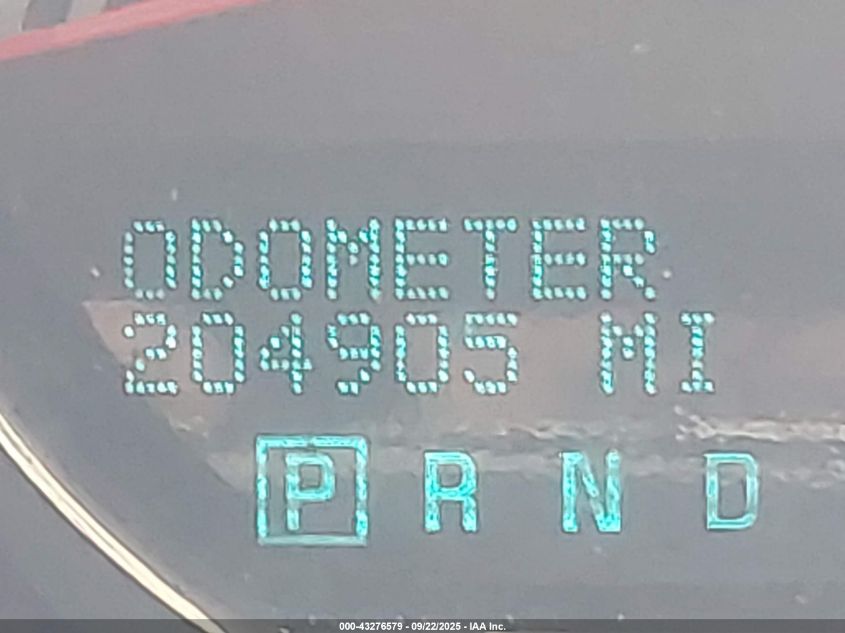 ODOMETER
204905 MI
P R N D
000-43276579 - 09/22/2025 - IAA Inc.